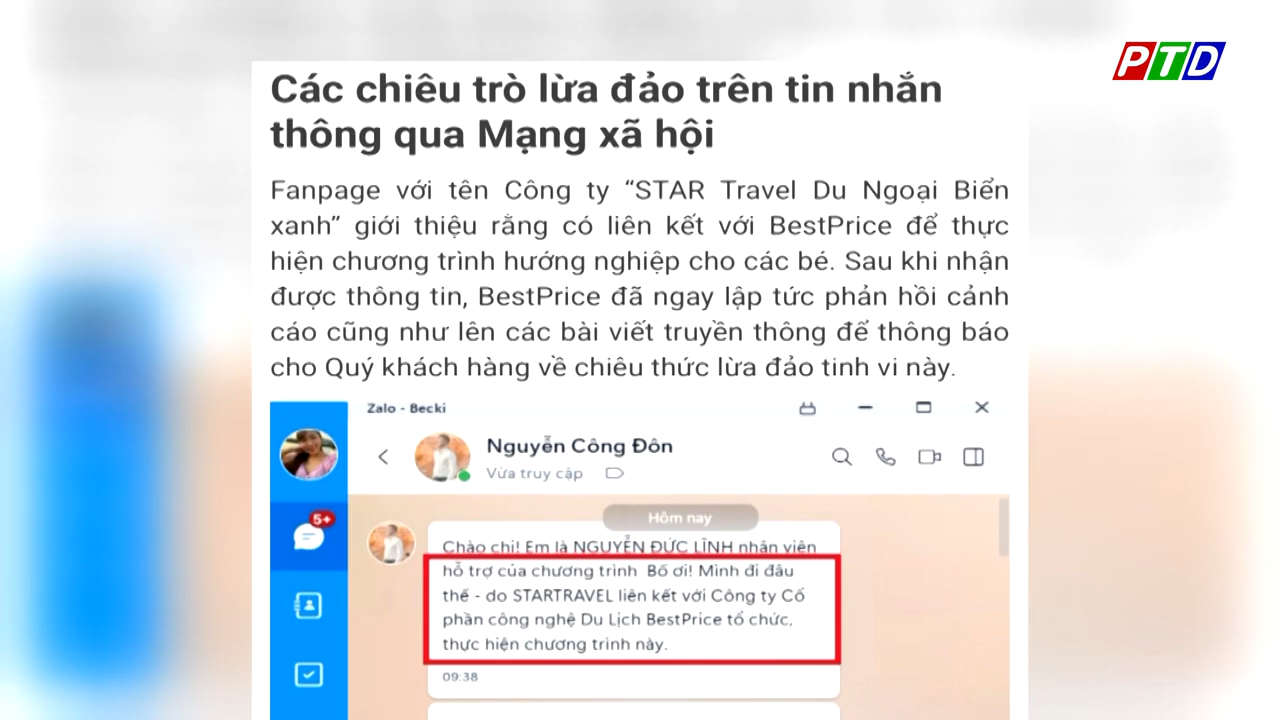 PTD
Các chiêu trò lừa đảo trên tin nhắn
thông qua Mạng xã hội
Fanpage với tên Công ty “STAR Travel Du Ngoại Biển
xanh” giới thiệu rằng có liên kết với BestPrice để thực
hiện chương trình hướng nghiệp cho các bé. Sau khi nhận
được thông tin, BestPrice đã ngay lập tức phản hồi cảnh
cáo cũng như lên các bài viết truyền thông để thông báo
cho Quý khách hàng về chiêu thức lừa đảo tinh vi này.
Zalo - Becki
Nguyễn Công Đôn
Vừa truy cập
5+
Hôm nay
Chào chị! Em là NGUYỄN ĐỨC LĨNH nhân viên
hỗ trợ của chương trình Bố ơi! Mình đi đâu
thế - do STARTRAVEL liên kết với Công ty Cổ
phần công nghệ Du Lịch BestPrice tổ chức,
thực hiện chương trình này.
09:38